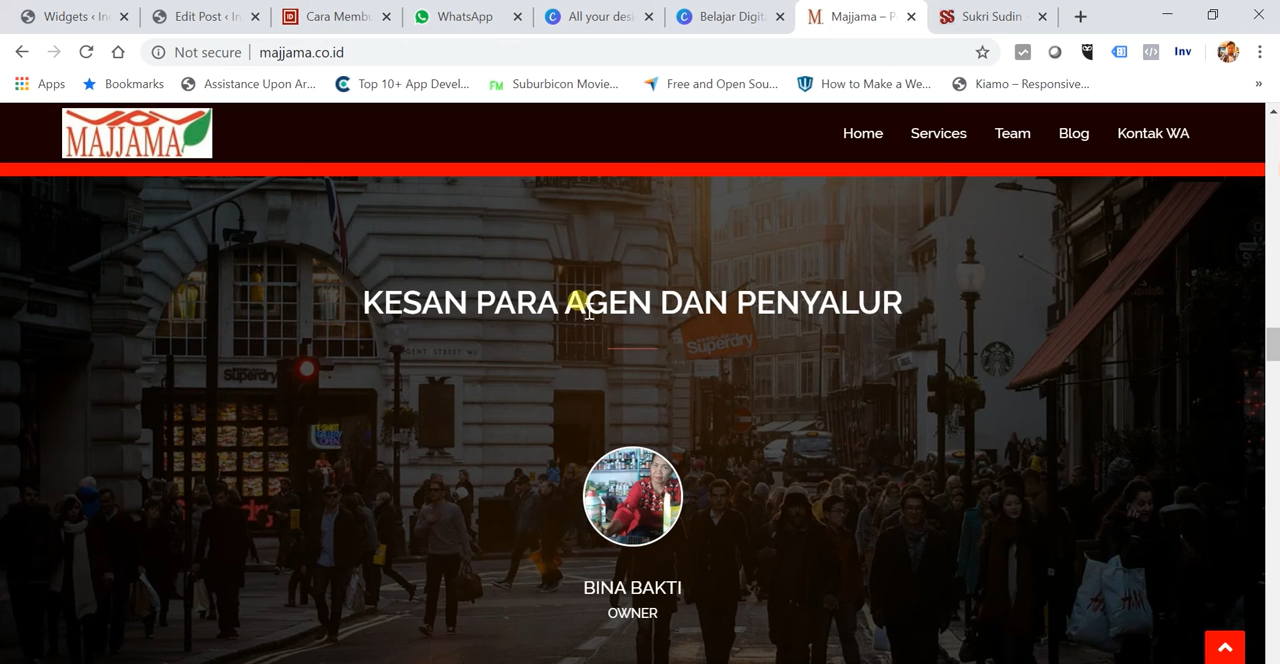 Widgets ‹ In
Edit Post ‹ In
Cara Membu
WhatsApp
All your desi
Belajar Digit
Majjama – P
Sukri Sudin
Not secure | majjama.co.id
Inv
Apps
Bookmarks
Assistance Upon Ar...
Top 10+ App Devel...
Suburbicon Movie...
Free and Open Sou...
How to Make a We...
Kiamo – Responsive...
»
MAJJAMA
Home
Services
Team
Blog
Kontak WA
KESAN PARA AGEN DAN PENYALUR
Superdry
Superdry
BINA BAKTI
OWNER